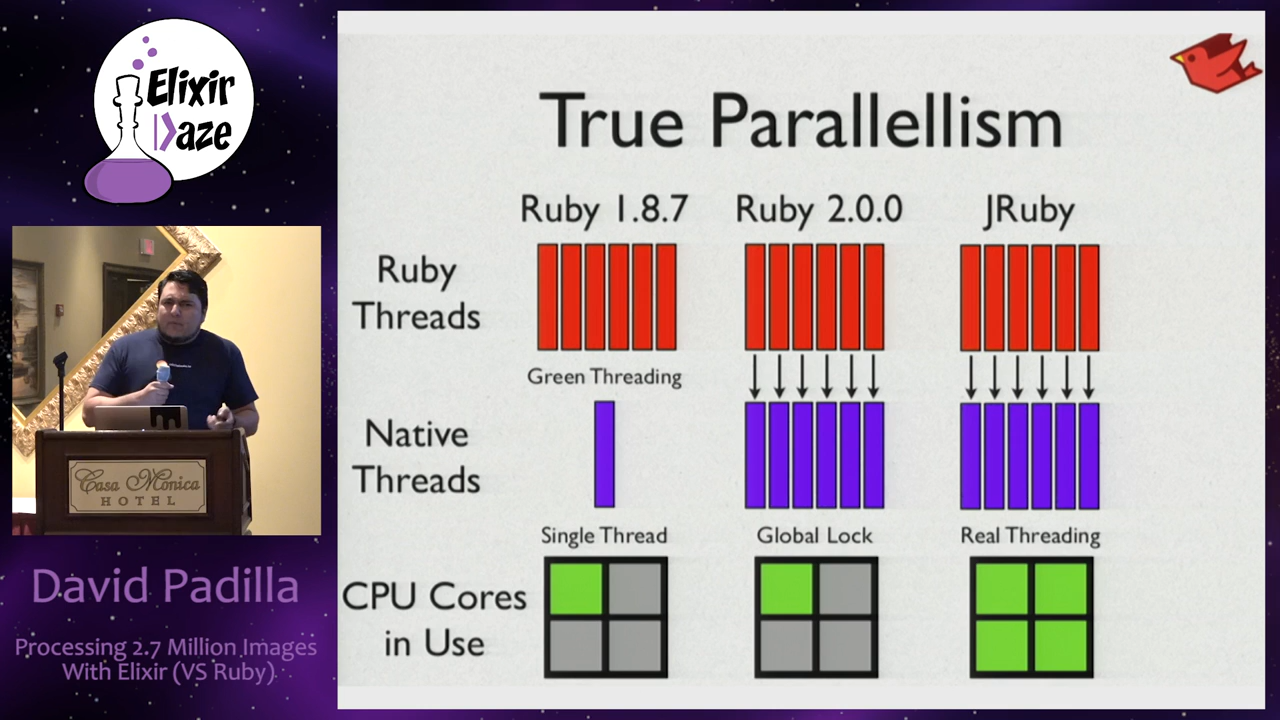 Elixir
Daze
True Parallellism
Ruby 1.8.7
Ruby 2.0.0
JRuby
Ruby
Threads
Green Threading
Native
Threads
Single Thread
Global Lock
Real Threading
CPU Cores
in Use
Casa Monica
HOTEL
David Padilla
Processing 2.7 Million Images
With Elixir (VS Ruby)